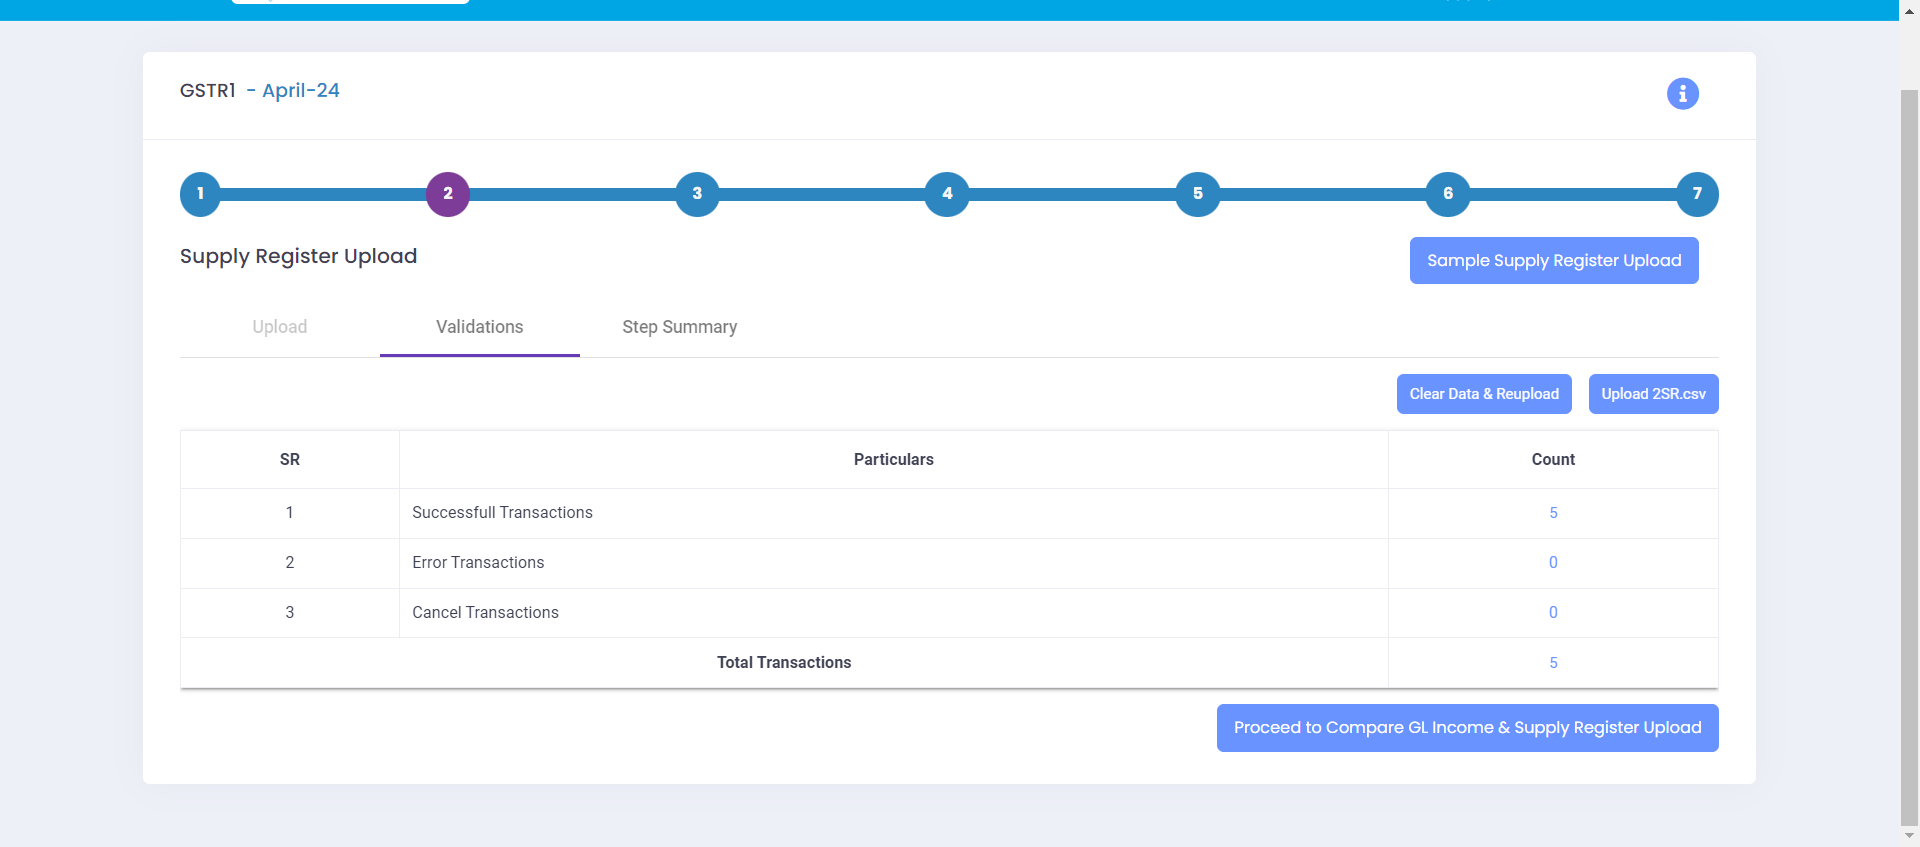 GSTR1 - April-24
1 2 3 4 5 6 7
Supply Register Upload
Sample Supply Register Upload
Upload Validations Step Summary
Clear Data & Reupload Upload 2SR.csv
SR Particulars Count
1 Successfull Transactions 5
2 Error Transactions 0
3 Cancel Transactions 0
Total Transactions 5
Proceed to Compare GL Income & Supply Register Upload